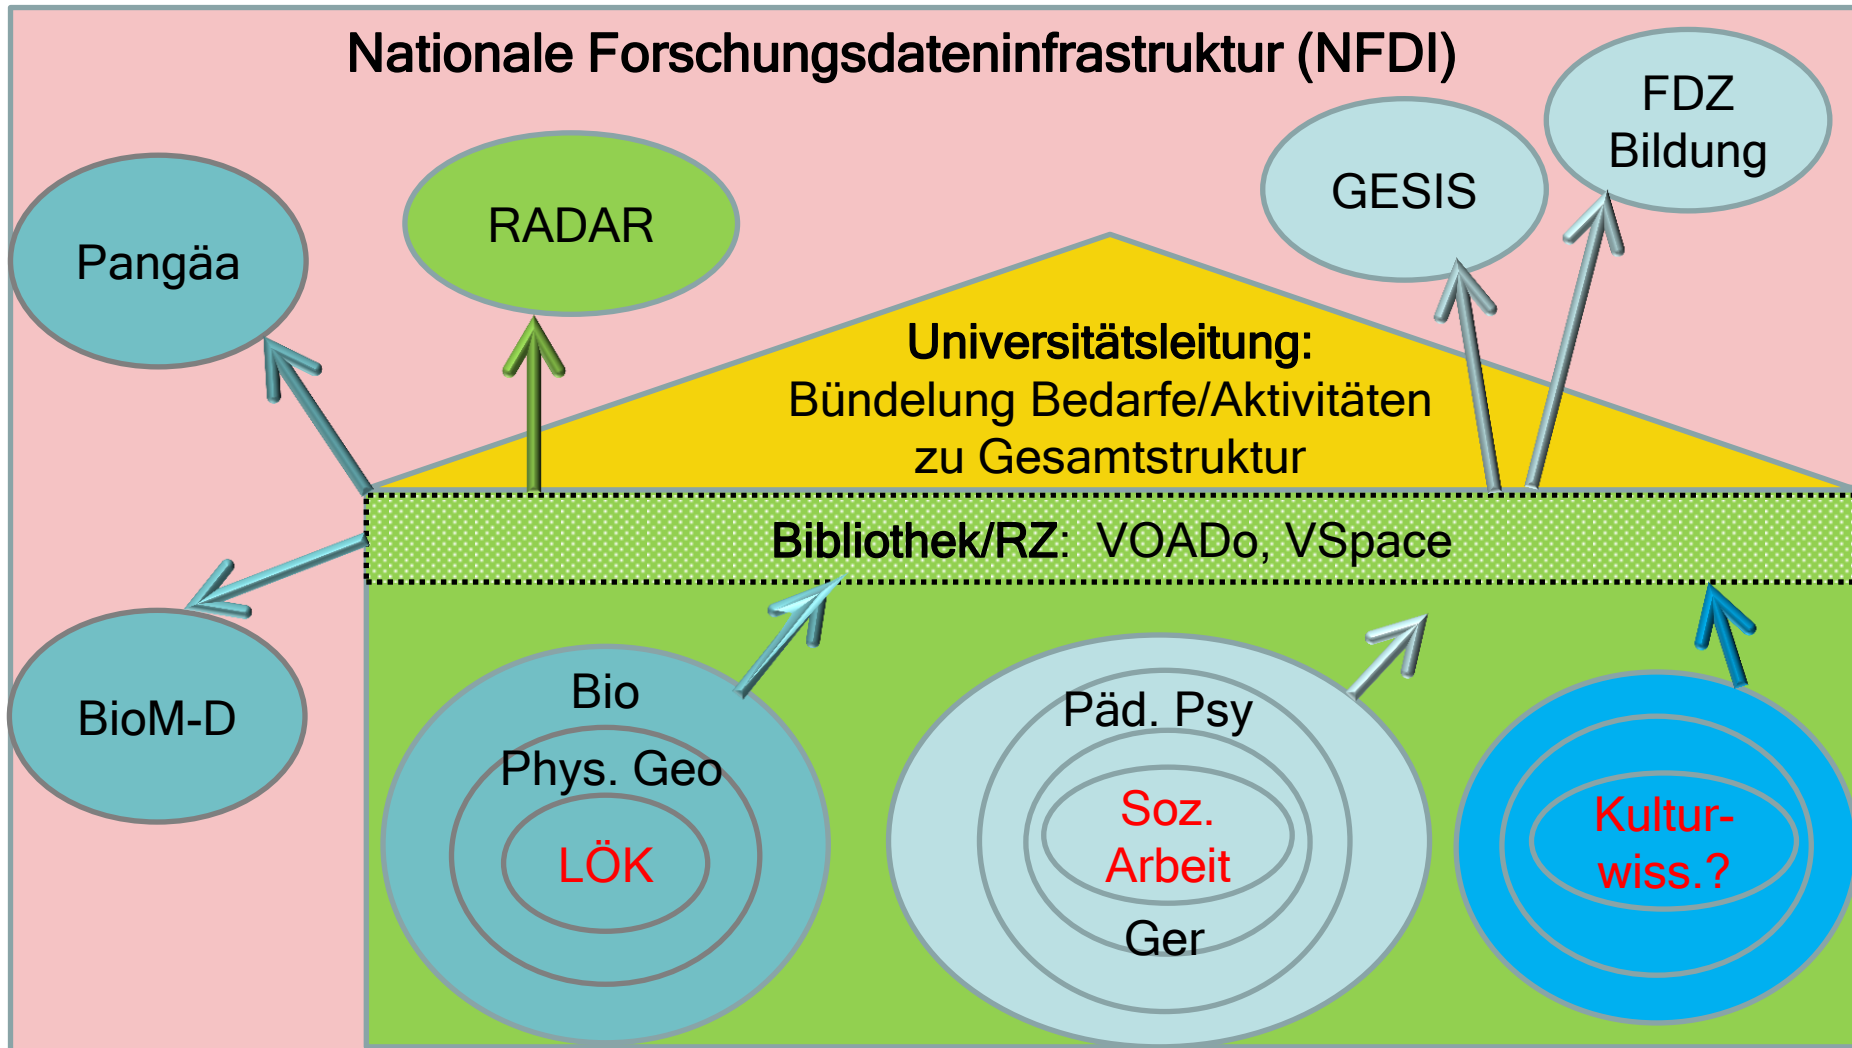 Nationale Forschungsdateninfrastruktur (NFDI)
FDZ
Bildung
GESIS
RADAR
Pangäa
Universitätsleitung:
Bündelung Bedarfe/Aktivitäten
zu Gesamtstruktur
Bibliothek/RZ: VOADo, VSpace
BioM-D
Bio
Phys. Geo
LÖK
Päd. Psy
Soz.
Arbeit
Ger
Kultur-
wiss.?